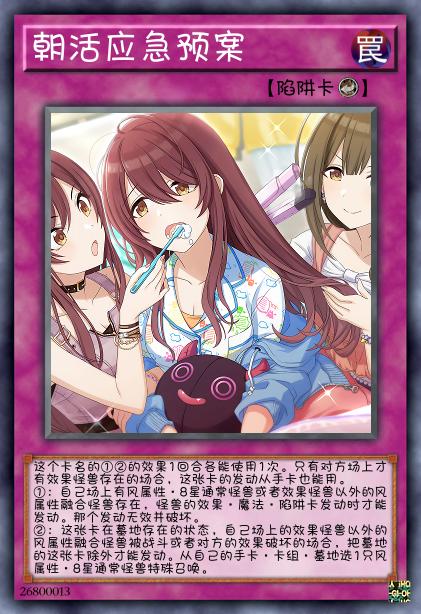 朝活应急预案
罠
【陷阱卡】
这个卡名的①②的效果1回合各能使用1次。只有对方场上才
有效果怪兽存在的场合，这张卡的发动从手卡也能用。
①：自己场上有风属性·8星通常怪兽或者效果怪兽以外的风
属性融合怪兽存在，怪兽的效果·魔法·陷阱卡发动时才能
发动。那个发动无效并破坏。
②：这张卡在墓地存在的状态，自己场上的效果怪兽以外的
风属性融合怪兽被战斗或者对方的效果破坏的场合，把墓地
的这张卡除外才能发动。从自己的手卡·卡组·墓地选1只风
属性·8星通常怪兽特殊召唤。
26800013